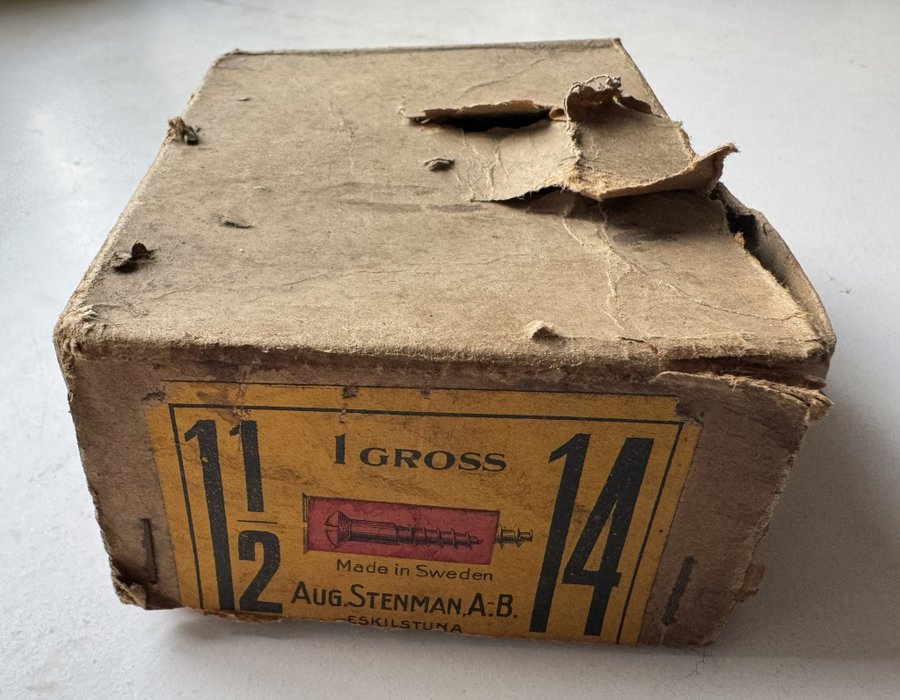 1 1/2
1 GROSS
14
Made in Sweden
AUG. STENMAN, A.-B.
ESKILSTUNA